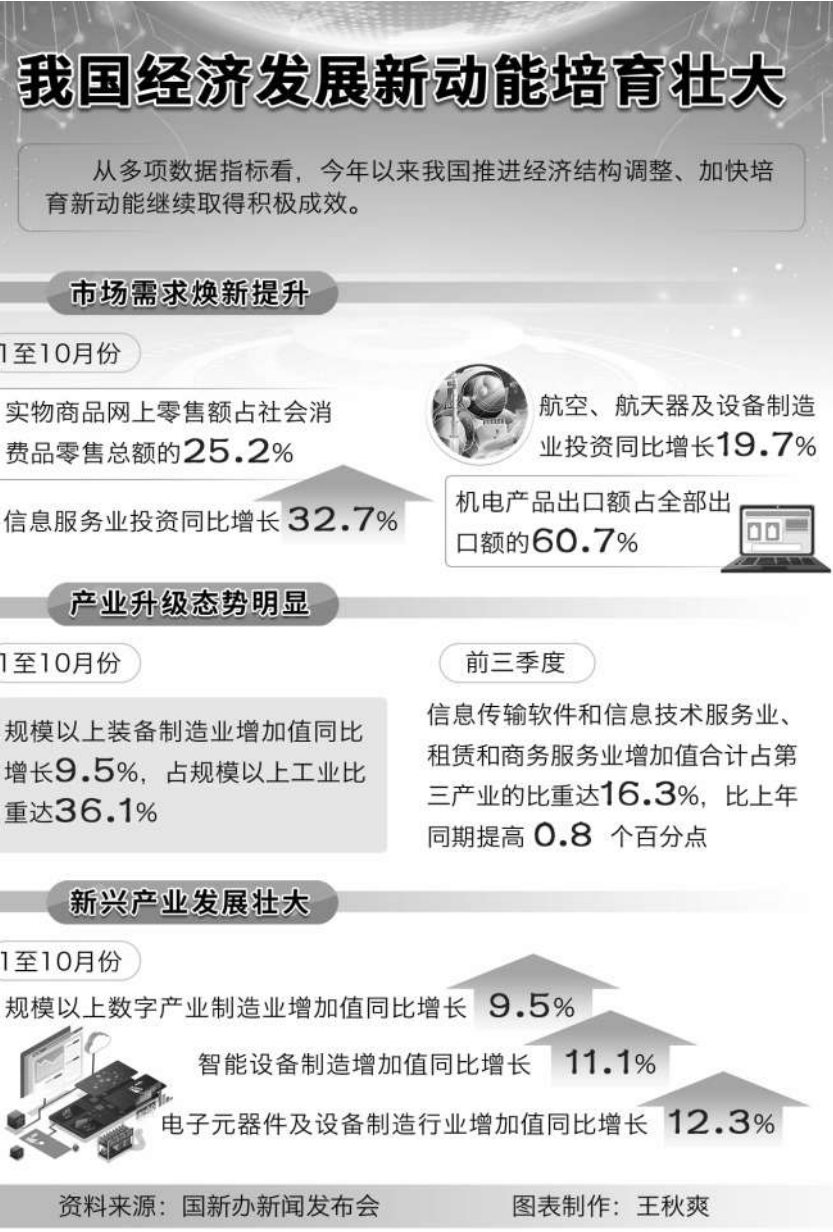 我国经济发展新动能培育壮大
从多项数据指标看，今年以来我国推进经济结构调整、加快培
育新动能继续取得积极成效。
市场需求焕新提升
1至10月份
实物商品网上零售额占社会消
费品零售总额的25.2%
信息服务业投资同比增长32.7%
航空、航天器及设备制造
业投资同比增长19.7%
机电产品出口额占全部出
口额的60.7%
产业升级态势明显
1至10月份
规模以上装备制造业增加值同比
增长9.5%，占规模以上工业比
重达36.1%
前三季度
信息传输软件和信息技术服务业、
租赁和商务服务业增加值合计占第
三产业的比重达16.3%，比上年
同期提高 0.8 个百分点
新兴产业发展壮大
1至10月份
规模以上数字产业制造业增加值同比增长 9.5%
智能设备制造增加值同比增长 11.1%
电子元器件及设备制造行业增加值同比增长 12.3%
资料来源：国新办新闻发布会 图表制作：王秋爽